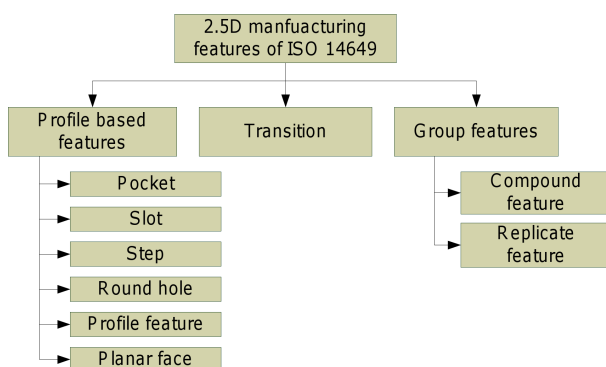 2.5D manfuacturing
features of ISO 14649
Profile based
features
Transition
Group features
Pocket
Slot
Step
Round hole
Profile feature
Planar face
Compound
feature
Replicate
feature